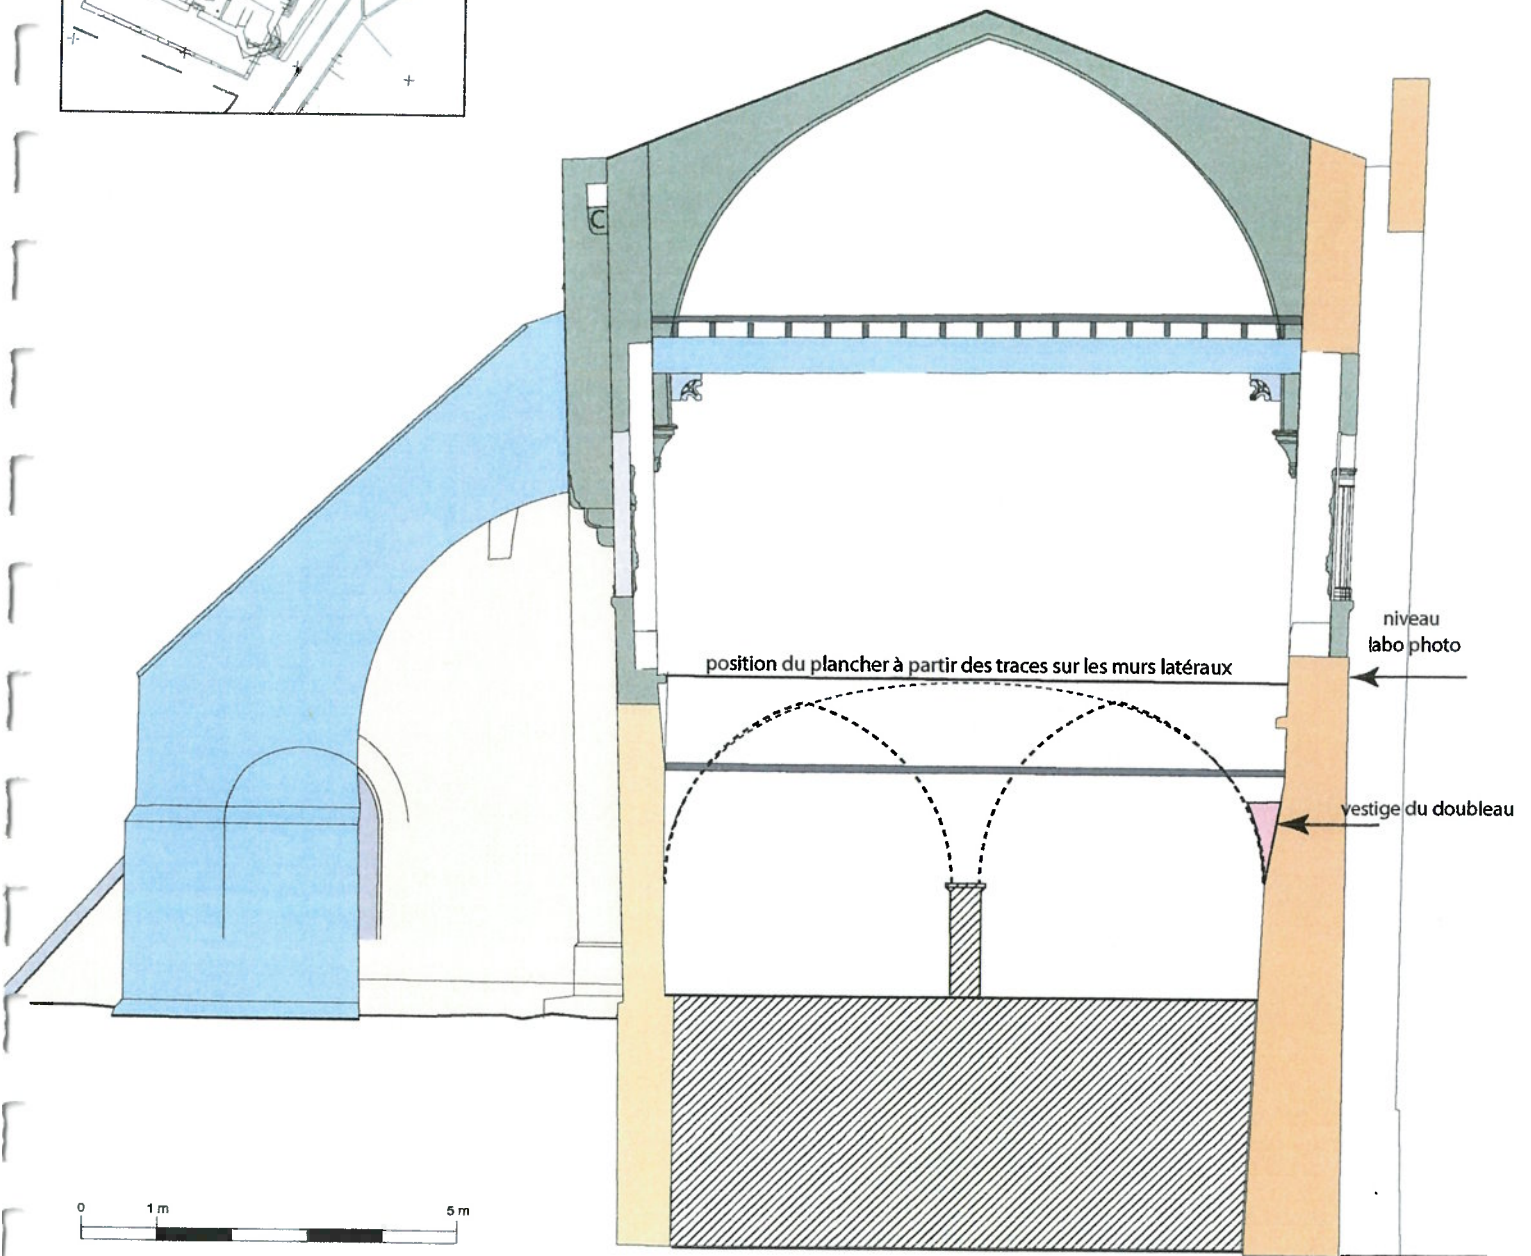 position du plancher à partir des traces sur les murs latéraux
niveau
labo photo
vestige du doubleau
0 1 m 5 m